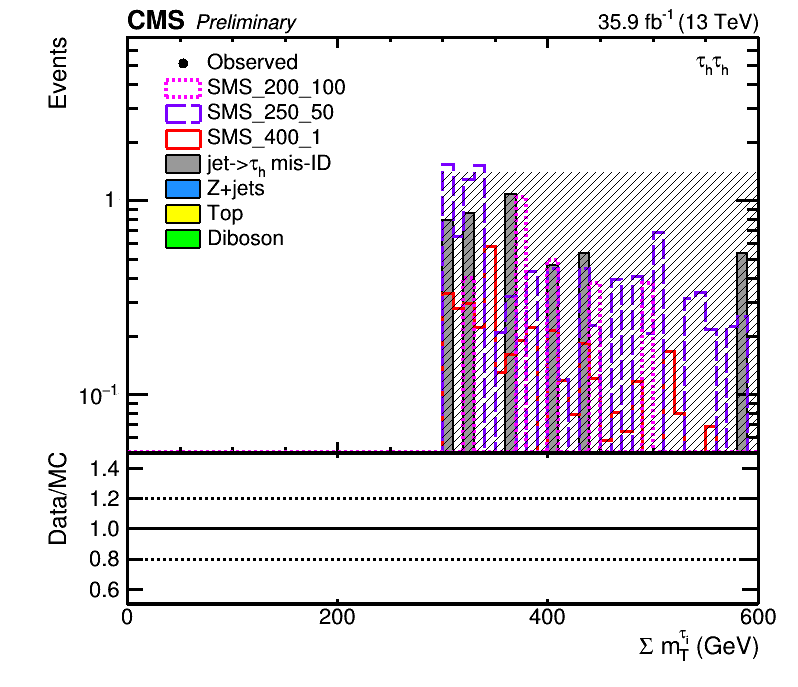 CMS Preliminary 35.9 fb⁻¹ (13 TeV)
Events
τₕτₕ
Observed
SMS_200_100
SMS_250_50
SMS_400_1
jet->τₕ mis-ID
Z+jets
Top
Diboson
1
10⁻¹
Data/MC
1.4
1.2
1.0
0.8
0.6
0 200 400 600
Σ m_T^{τ_i} (GeV)